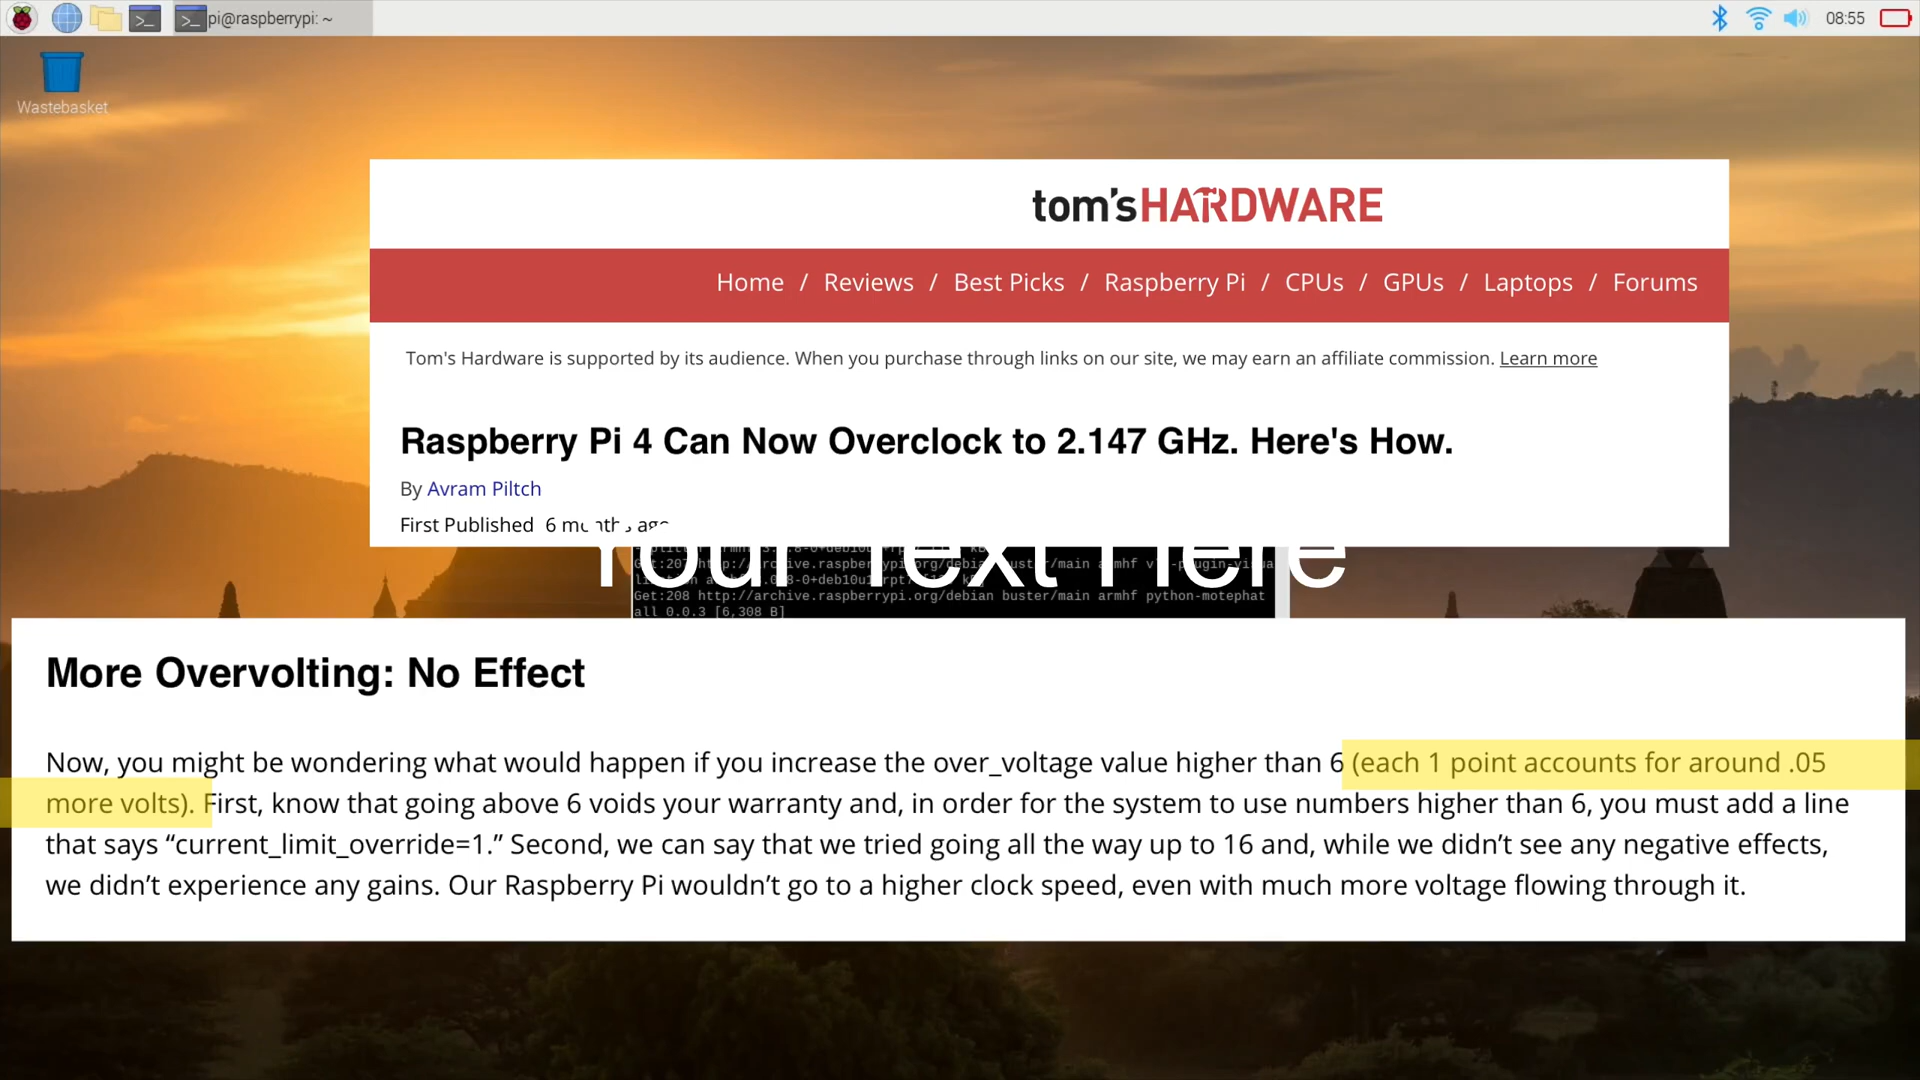 pi@raspberrypi: ~
08:55
Wastebasket
tom'sHARDWARE
Home / Reviews / Best Picks / Raspberry Pi / CPUs / GPUs / Laptops / Forums
Tom's Hardware is supported by its audience. When you purchase through links on our site, we may earn an affiliate commission. Learn more
Raspberry Pi 4 Can Now Overclock to 2.147 GHz. Here's How.
By Avram Piltch
First Published 6 months ago
Your Text Here
Get:208 http://archive.raspberrypi.org/debian buster/main armhf python-motephat
all 0.0.3 [6,308 B]
More Overvolting: No Effect
Now, you might be wondering what would happen if you increase the over_voltage value higher than 6 (each 1 point accounts for around .05
more volts). First, know that going above 6 voids your warranty and, in order for the system to use numbers higher than 6, you must add a line
that says “current_limit_override=1.” Second, we can say that we tried going all the way up to 16 and, while we didn’t see any negative effects,
we didn’t experience any gains. Our Raspberry Pi wouldn’t go to a higher clock speed, even with much more voltage flowing through it.